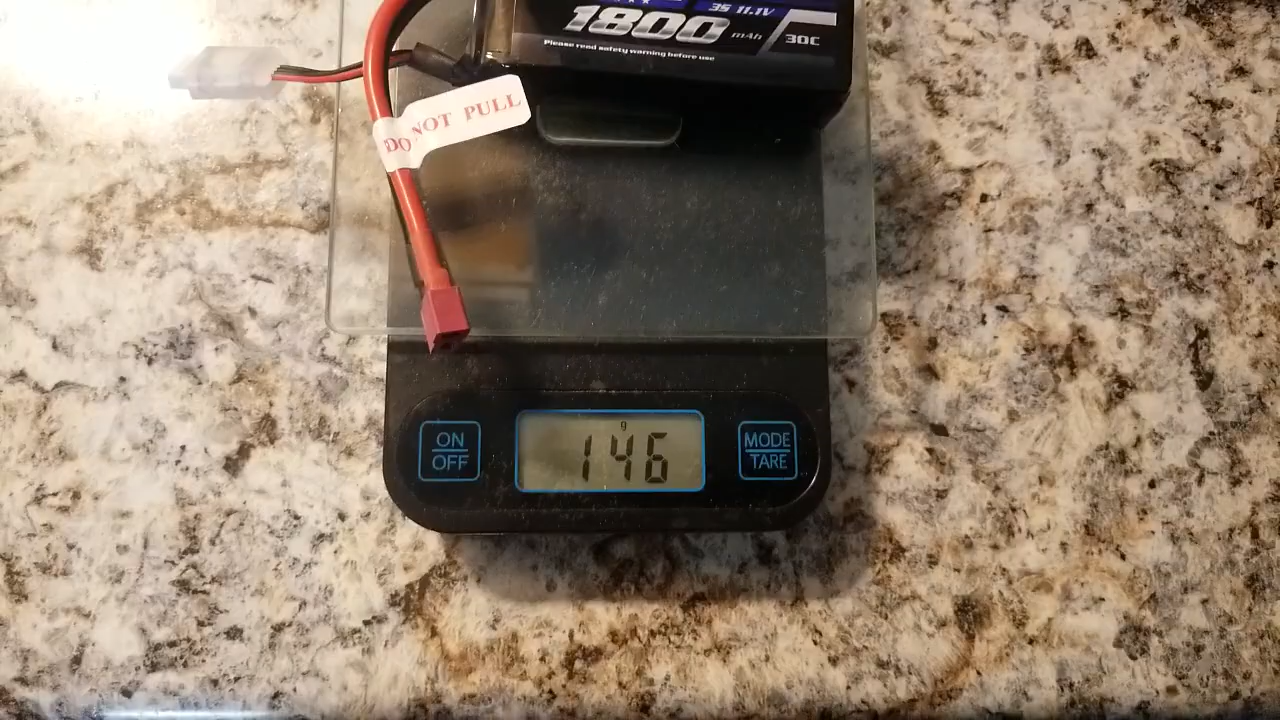 3S 11.1V
1800 mAh 30C
Please read safety warning before use
DO NOT PULL
g
146
ON
OFF
MODE
TARE